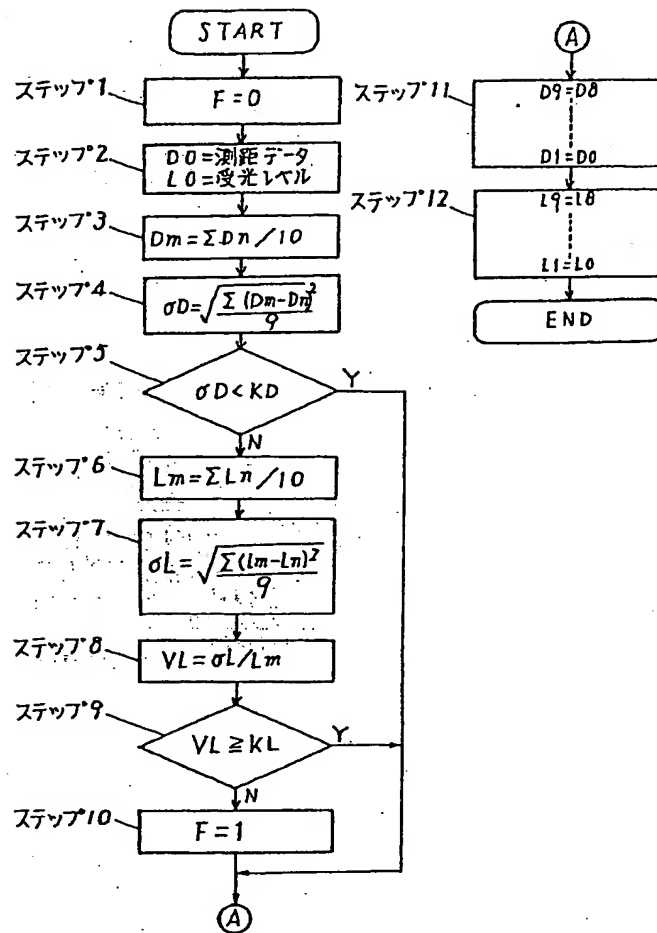 START
ステップ1
F=0
ステップ2
D0=測距データ
L0=受光レベル
ステップ3
Dm=ΣDn/10
ステップ4
σD=√(Σ(Dm-Dn)²/9)
ステップ5
σD<KD
Y
N
ステップ6
Lm=ΣLn/10
ステップ7
σL=√(Σ(Lm-Ln)²/9)
ステップ8
VL=σL/Lm
ステップ9
VL≧KL
Y
N
ステップ10
F=1
A
A
ステップ11
D9=D8
D1=D0
ステップ12
L9=L8
L1=L0
END